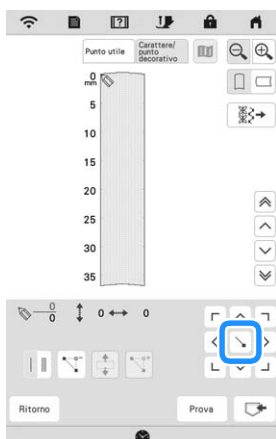 Punto utile
Carattere/
punto
decorativo
0
mm
5
10
15
20
25
30
35
0
0
0
0
Ritorno
Prova